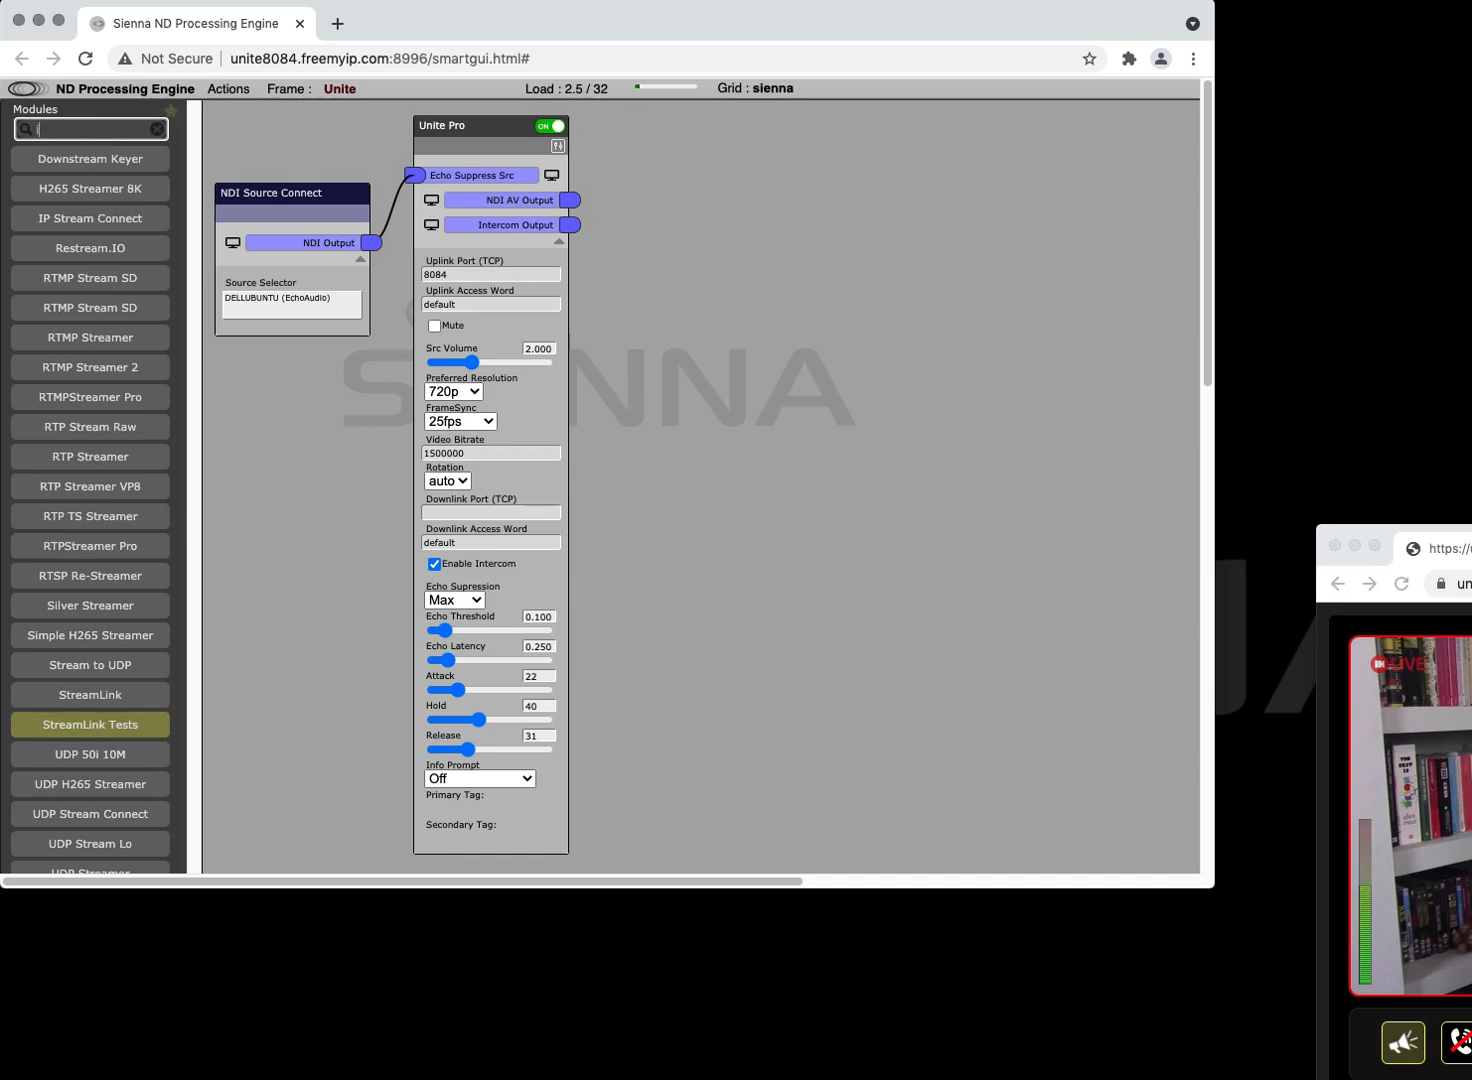 Sienna ND Processing Engine
Not Secure
unite8084.freemyip.com:8996/smartgui.html#
ND Processing Engine Actions Frame : Unite Load : 2.5 / 32 Grid : sienna
Modules
i
Downstream Keyer
H265 Streamer 8K
IP Stream Connect
Restream.IO
RTMP Stream SD
RTMP Stream SD
RTMP Streamer
RTMP Streamer 2
RTMPStreamer Pro
RTP Stream Raw
RTP Streamer
RTP Streamer VP8
RTP TS Streamer
RTPStreamer Pro
RTSP Re-Streamer
Silver Streamer
Simple H265 Streamer
Stream to UDP
StreamLink
StreamLink Tests
UDP 50i 10M
UDP H265 Streamer
UDP Stream Connect
UDP Stream Lo
UDP Streamer
NDI Source Connect
NDI Output
Source Selector
DELLUBUNTU (EchoAudio)
Unite Pro
ON
Echo Suppress Src
NDI AV Output
Intercom Output
Uplink Port (TCP)
8084
Uplink Access Word
default
Mute
Src Volume 2.000
Preferred Resolution
720p
FrameSync
25fps
Video Bitrate
1500000
Rotation
auto
Downlink Port (TCP)
Downlink Access Word
default
Enable Intercom
Echo Supression
Max
Echo Threshold 0.100
Echo Latency 0.250
Attack 22
Hold 40
Release 31
Info Prompt
Off
Primary Tag:
Secondary Tag:
https://
un
LIVE